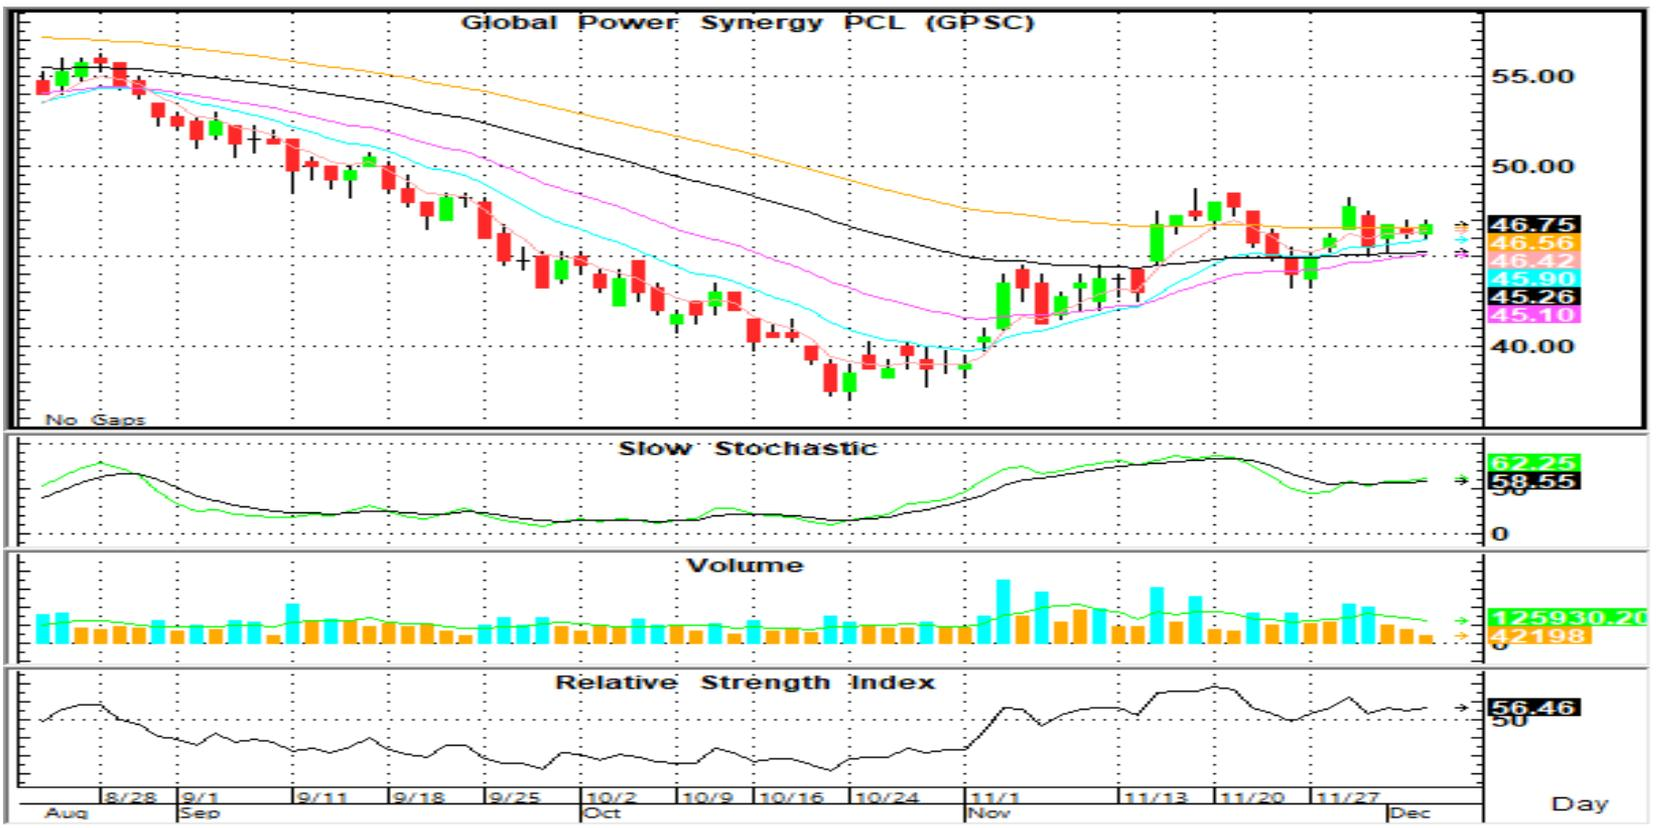 Global Power Synergy PCL (GPSC)
55.00
50.00
46.75
46.56
46.42
45.90
45.26
45.10
40.00
No Gaps
Slow Stochastic
62.25
58.55
50
0
Volume
125930.20
42198
0
Relative Strength Index
56.46
50
8/28 9/1 9/11 9/18 9/25 10/2 10/9 10/16 10/24 11/1 11/13 11/20 11/27
Aug Sep Oct Nov Dec
Day